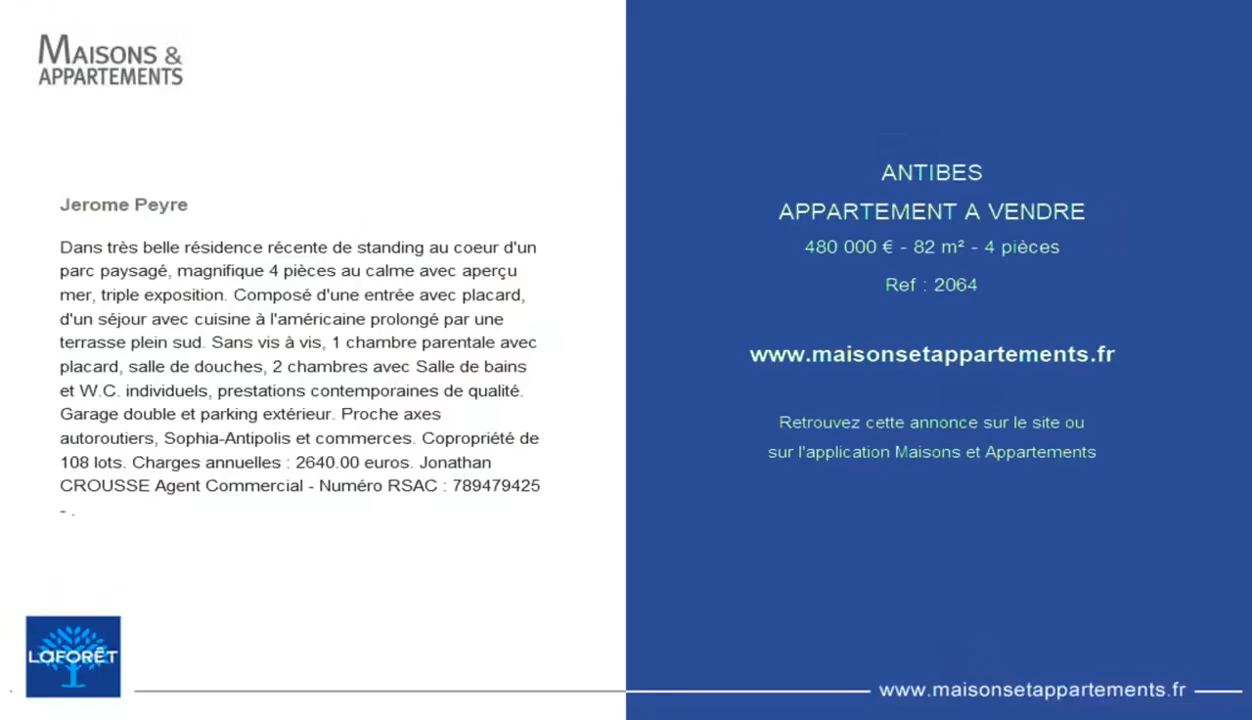 MAISONS &
APPARTEMENTS
Jerome Peyre
Dans très belle résidence récente de standing au coeur d'un
parc paysagé, magnifique 4 pièces au calme avec aperçu
mer, triple exposition. Composé d'une entrée avec placard,
d'un séjour avec cuisine à l'américaine prolongé par une
terrasse plein sud. Sans vis à vis, 1 chambre parentale avec
placard, salle de douches, 2 chambres avec Salle de bains
et W.C. individuels, prestations contemporaines de qualité.
Garage double et parking extérieur. Proche axes
autoroutiers, Sophia-Antipolis et commerces. Copropriété de
108 lots. Charges annuelles : 2640.00 euros. Jonathan
CROUSSE Agent Commercial - Numéro RSAC : 789479425
- .
LAFORÊT
ANTIBES
APPARTEMENT A VENDRE
480 000 € - 82 m² - 4 pièces
Ref : 2064
www.maisonsetappartements.fr
Retrouvez cette annonce sur le site ou
sur l'application Maisons et Appartements
www.maisonsetappartements.fr